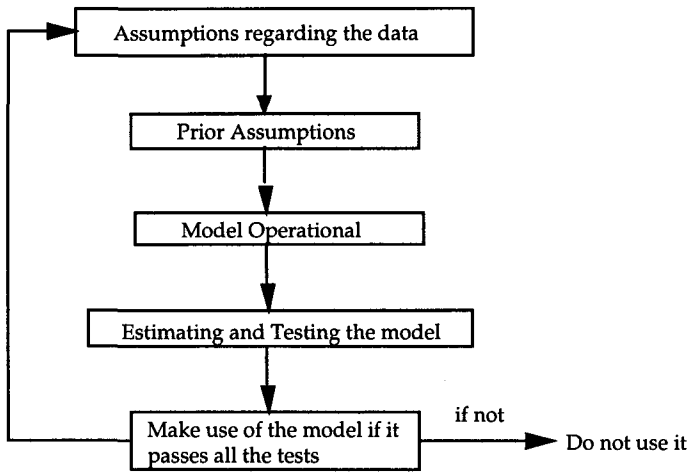 Assumptions regarding the data
Prior Assumptions
Model Operational
Estimating and Testing the model
Make use of the model if it
passes all the tests
if not
Do not use it